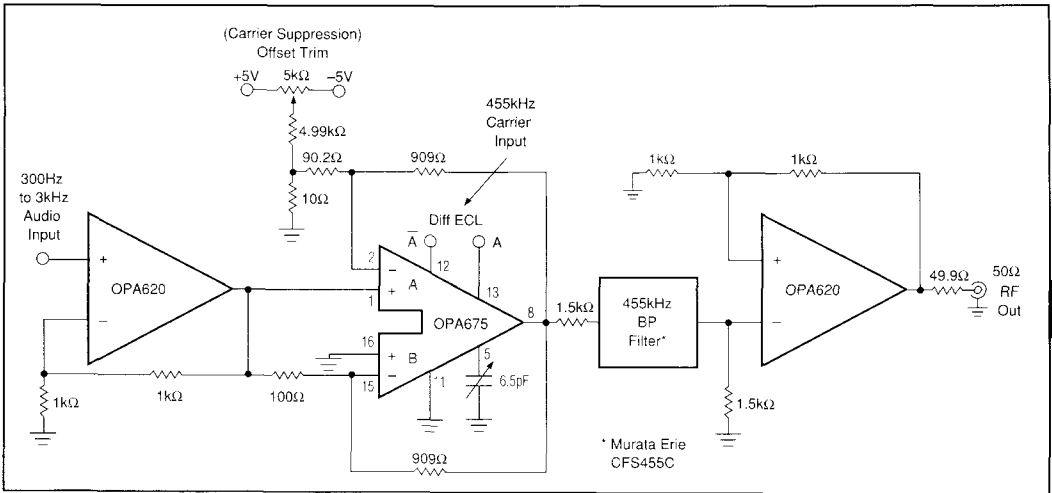 (Carrier Suppression)
Offset Trim
+5V
5kΩ
−5V
4.99kΩ
90.2Ω
10Ω
909Ω
455kHz
Carrier
Input
Diff ECL
A̅
A
12
13
300Hz
to 3kHz
Audio
Input
+
−
OPA620
1kΩ
1kΩ
100Ω
2
−
1
+
A
OPA675
16
+
B
15
−
11
5
6.5pF
8
909Ω
1.5kΩ
455kHz
BP
Filter*
1.5kΩ
1kΩ
1kΩ
+
−
OPA620
49.9Ω
50Ω
RF
Out
* Murata Erie
CFS455C